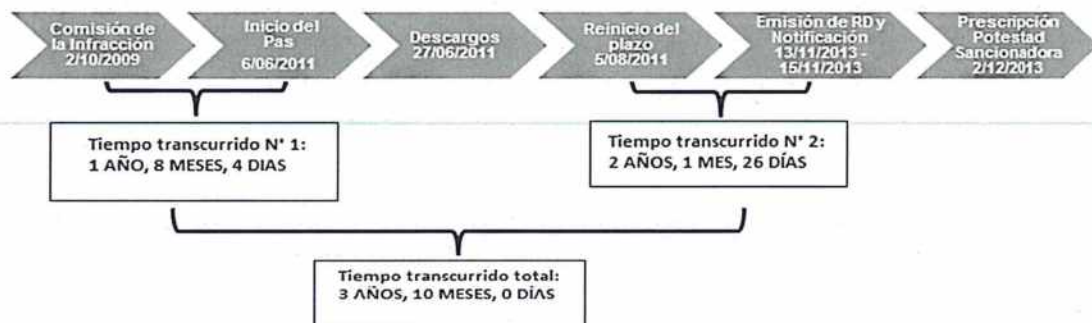 Comisión de
la Infracción
2/10/2009
Inicio del
Pas
6/06/2011
Descargos
27/06/2011
Reinicio del
plazo
5/08/2011
Emisión de RD y
Notificación
13/11/2013 -
15/11/2013
Prescripción
Potestad
Sancionadora
2/12/2013
Tiempo transcurrido N° 1:
1 AÑO, 8 MESES, 4 DIAS
Tiempo transcurrido N° 2:
2 AÑOS, 1 MES, 26 DÍAS
Tiempo transcurrido total:
3 AÑOS, 10 MESES, 0 DÍAS